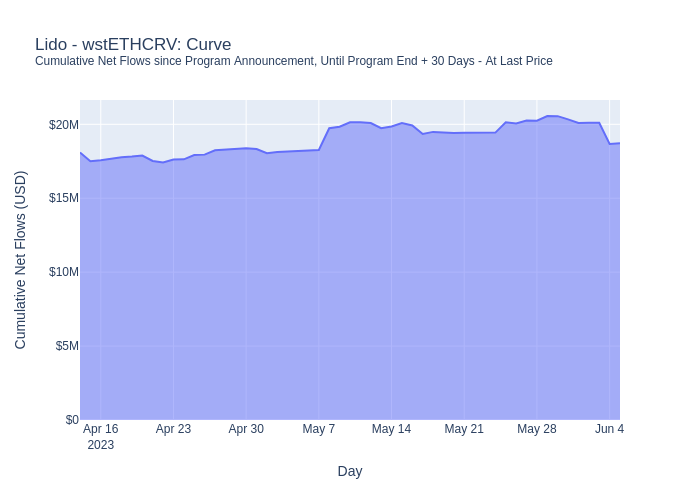 Lido - wstETHCRV: Curve
Cumulative Net Flows since Program Announcement, Until Program End + 30 Days - At Last Price
Cumulative Net Flows (USD)
$20M
$15M
$10M
$5M
$0
Apr 16
2023
Apr 23
Apr 30
May 7
May 14
May 21
May 28
Jun 4
Day